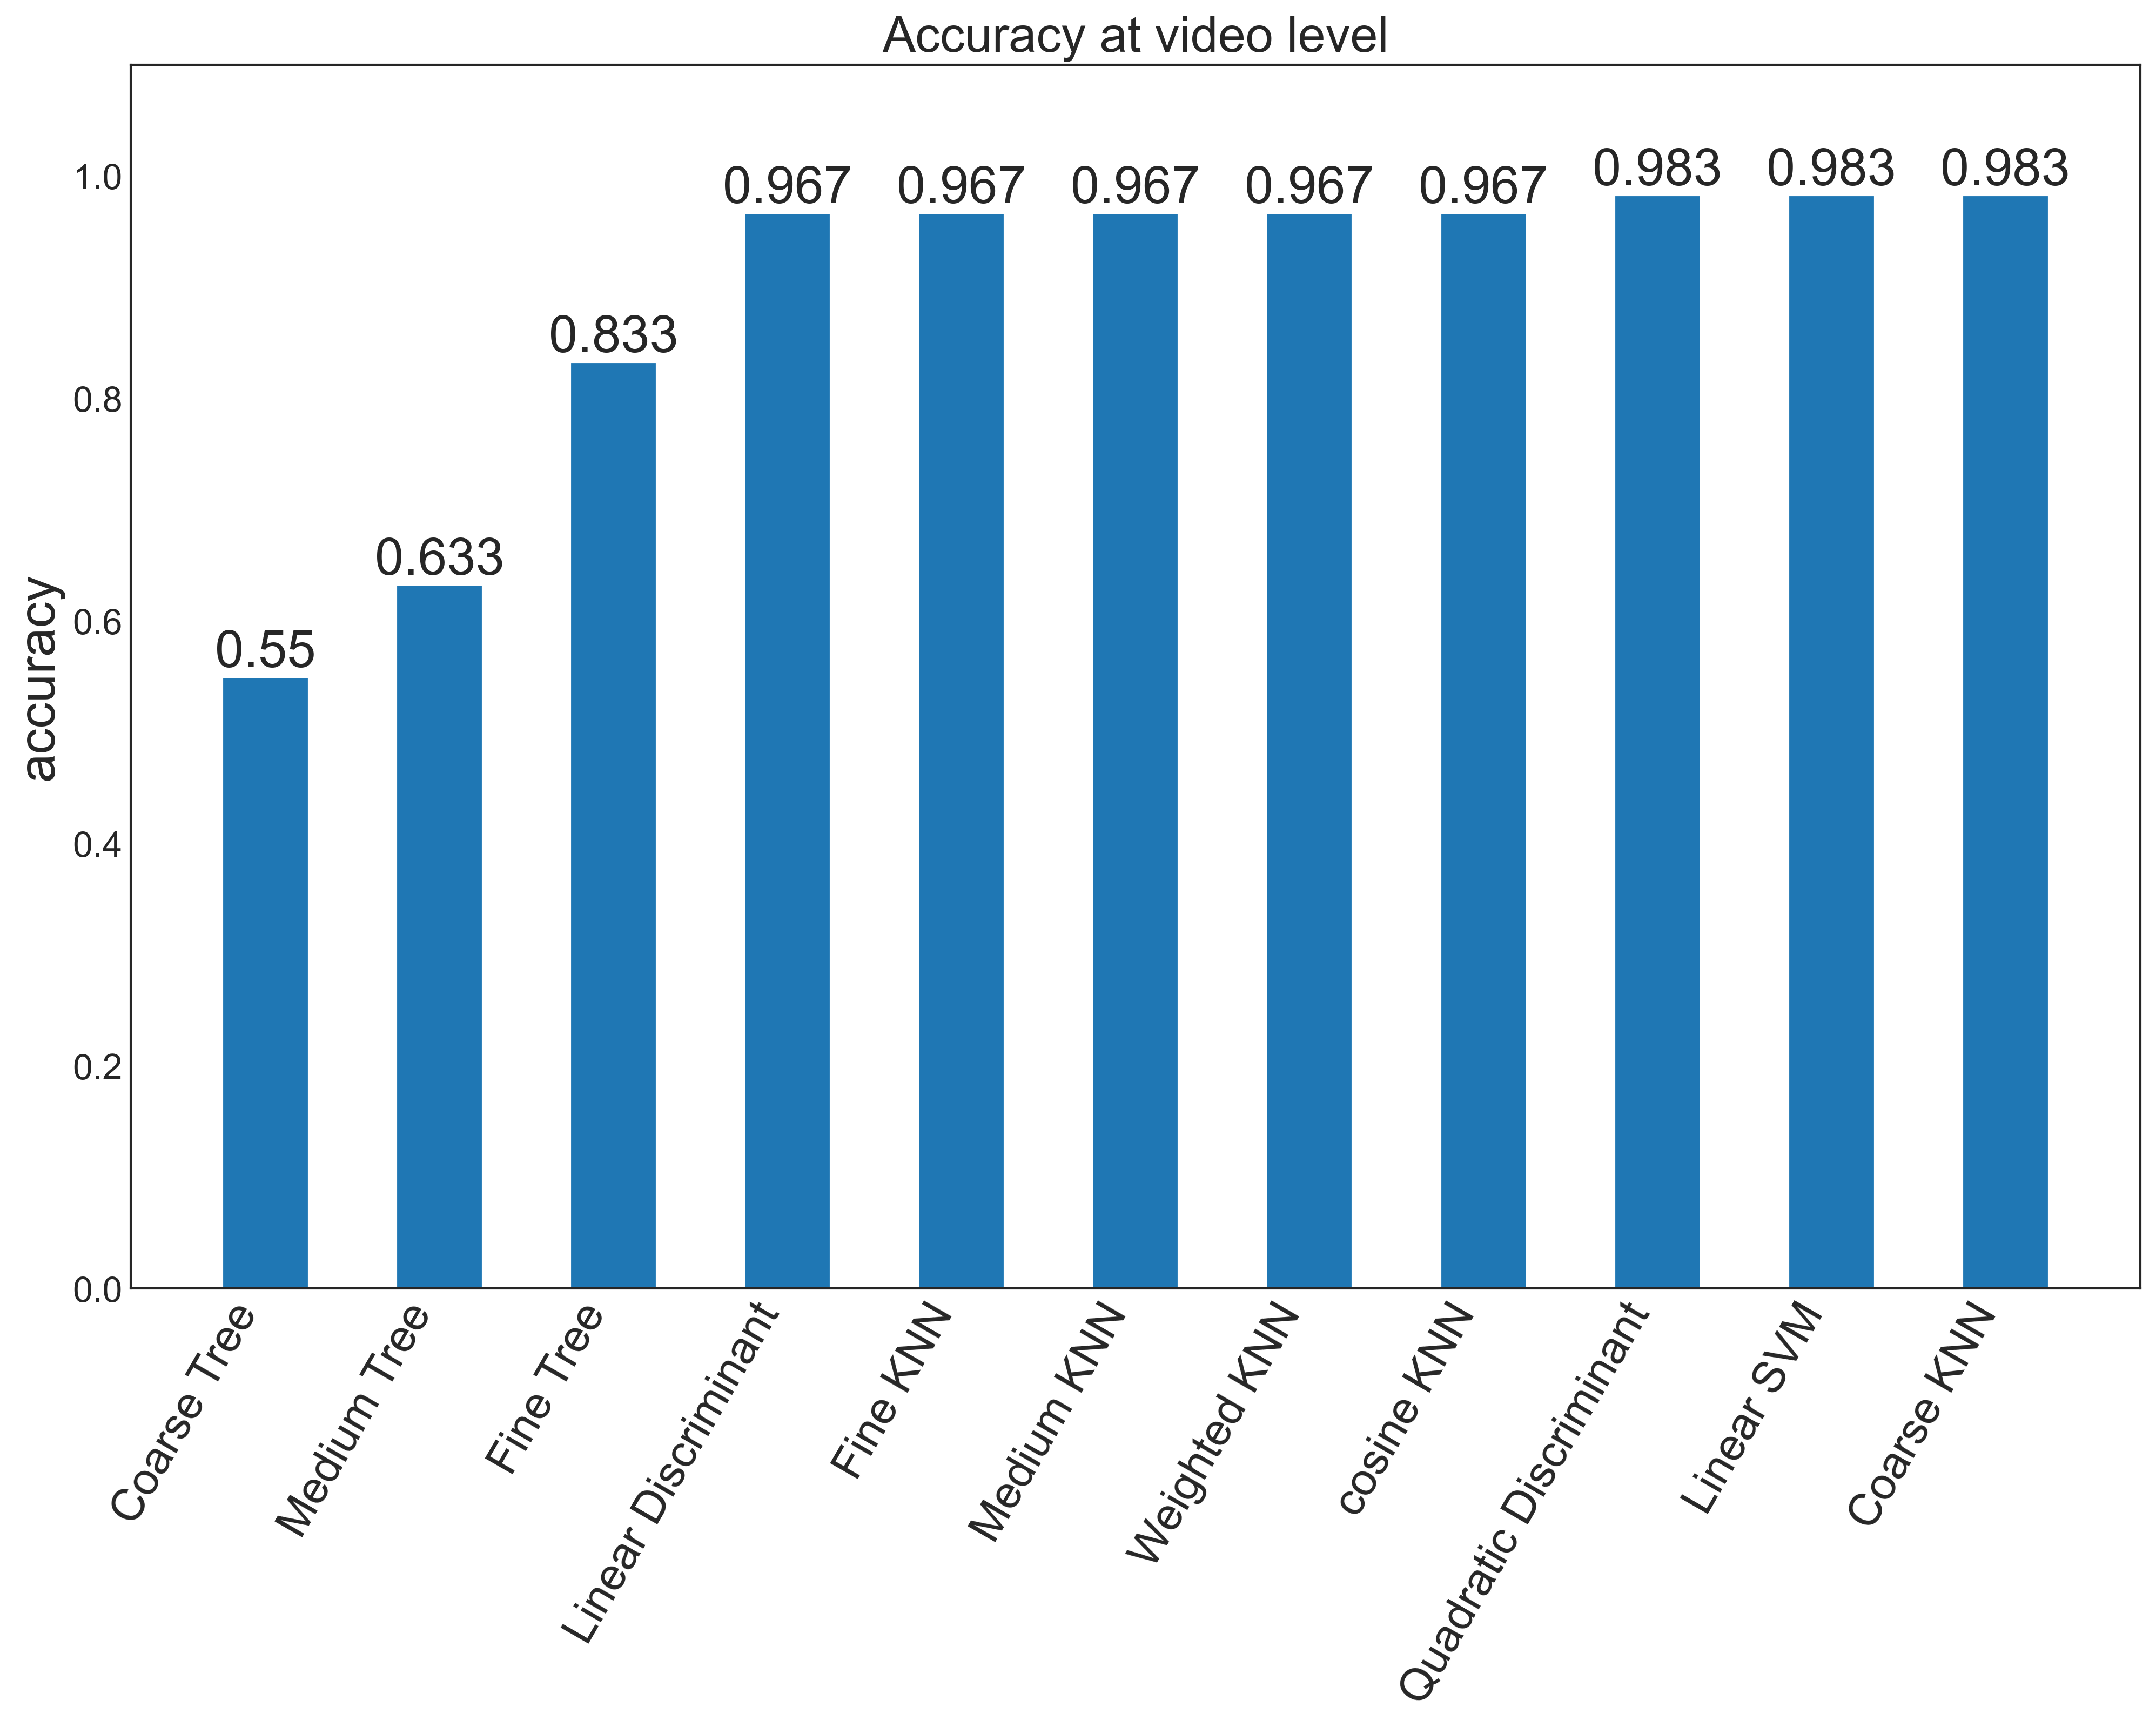 Accuracy at video level
accuracy
1.0
0.8
0.6
0.4
0.2
0.0
0.55
0.633
0.833
0.967
0.967
0.967
0.967
0.967
0.983
0.983
0.983
Coarse Tree
Medium Tree
Fine Tree
Linear Discriminant
Fine KNN
Medium KNN
Weighted KNN
cosine KNN
Quadratic Discriminant
Linear SVM
Coarse KNN